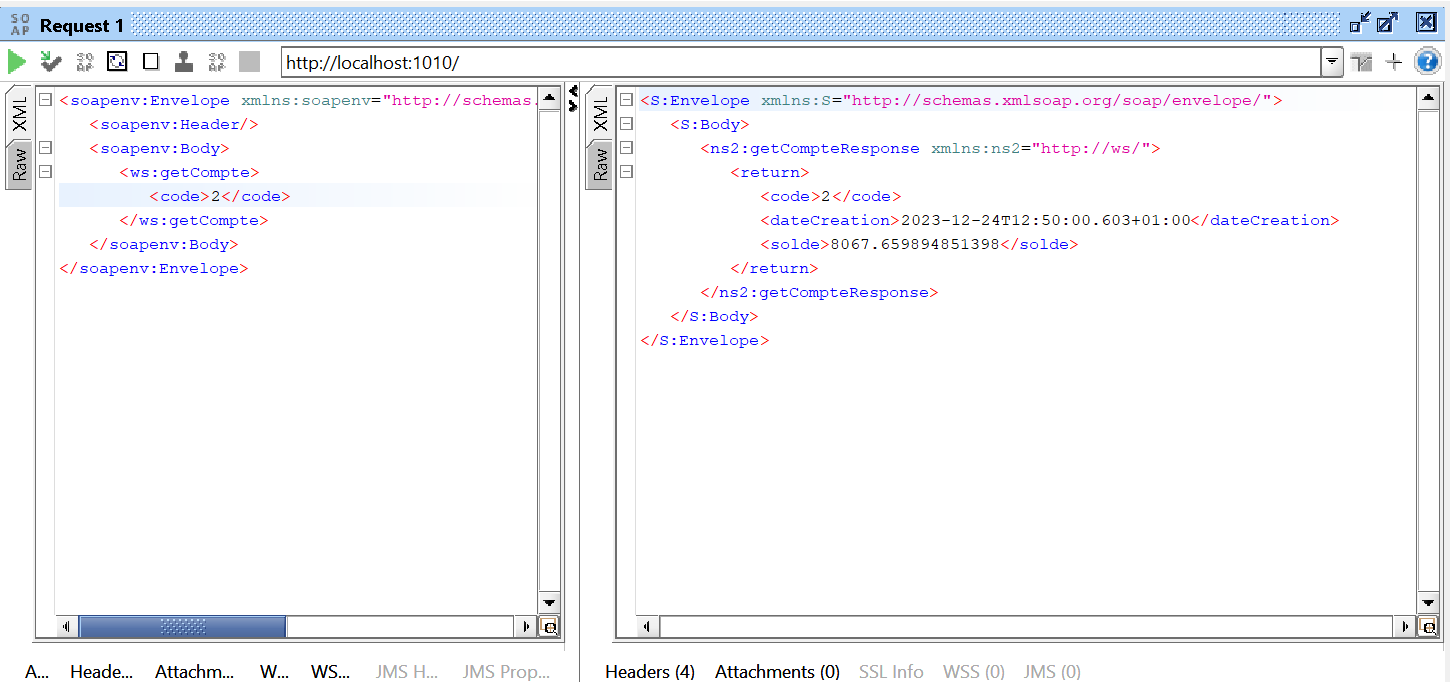 SO
AP
Request 1
http://localhost:1010/
XML
Raw
<soapenv:Envelope xmlns:soapenv="http://schemas.
<soapenv:Header/>
<soapenv:Body>
<ws:getCompte>
<code>2</code>
</ws:getCompte>
</soapenv:Body>
</soapenv:Envelope>
A...
Heade...
Attachm...
W...
WS...
JMS H...
JMS Prop...
XML
Raw
<S:Envelope xmlns:S="http://schemas.xmlsoap.org/soap/envelope/">
<S:Body>
<ns2:getCompteResponse xmlns:ns2="http://ws/">
<return>
<code>2</code>
<dateCreation>2023-12-24T12:50:00.603+01:00</dateCreation>
<solde>8067.659894851398</solde>
</return>
</ns2:getCompteResponse>
</S:Body>
</S:Envelope>
Headers (4)
Attachments (0)
SSL Info
WSS (0)
JMS (0)